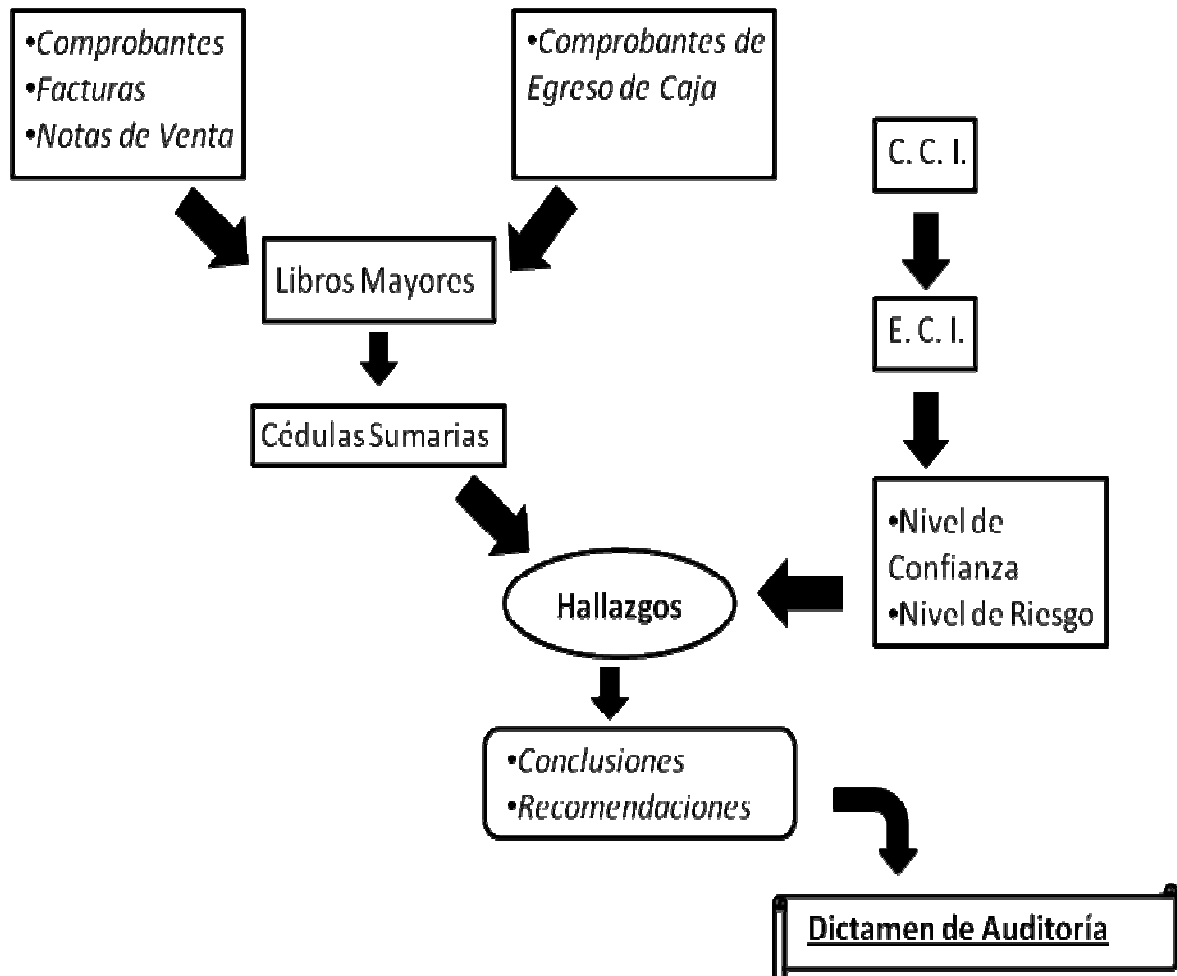 •Comprobantes
•Facturas
•Notas de Venta
•Comprobantes de
Egreso de Caja
C. C. I.
Libros Mayores
E. C. I.
Cédulas Sumarias
•Nivel de
Confianza
•Nivel de Riesgo
Hallazgos
•Conclusiones
•Recomendaciones
Dictamen de Auditoría